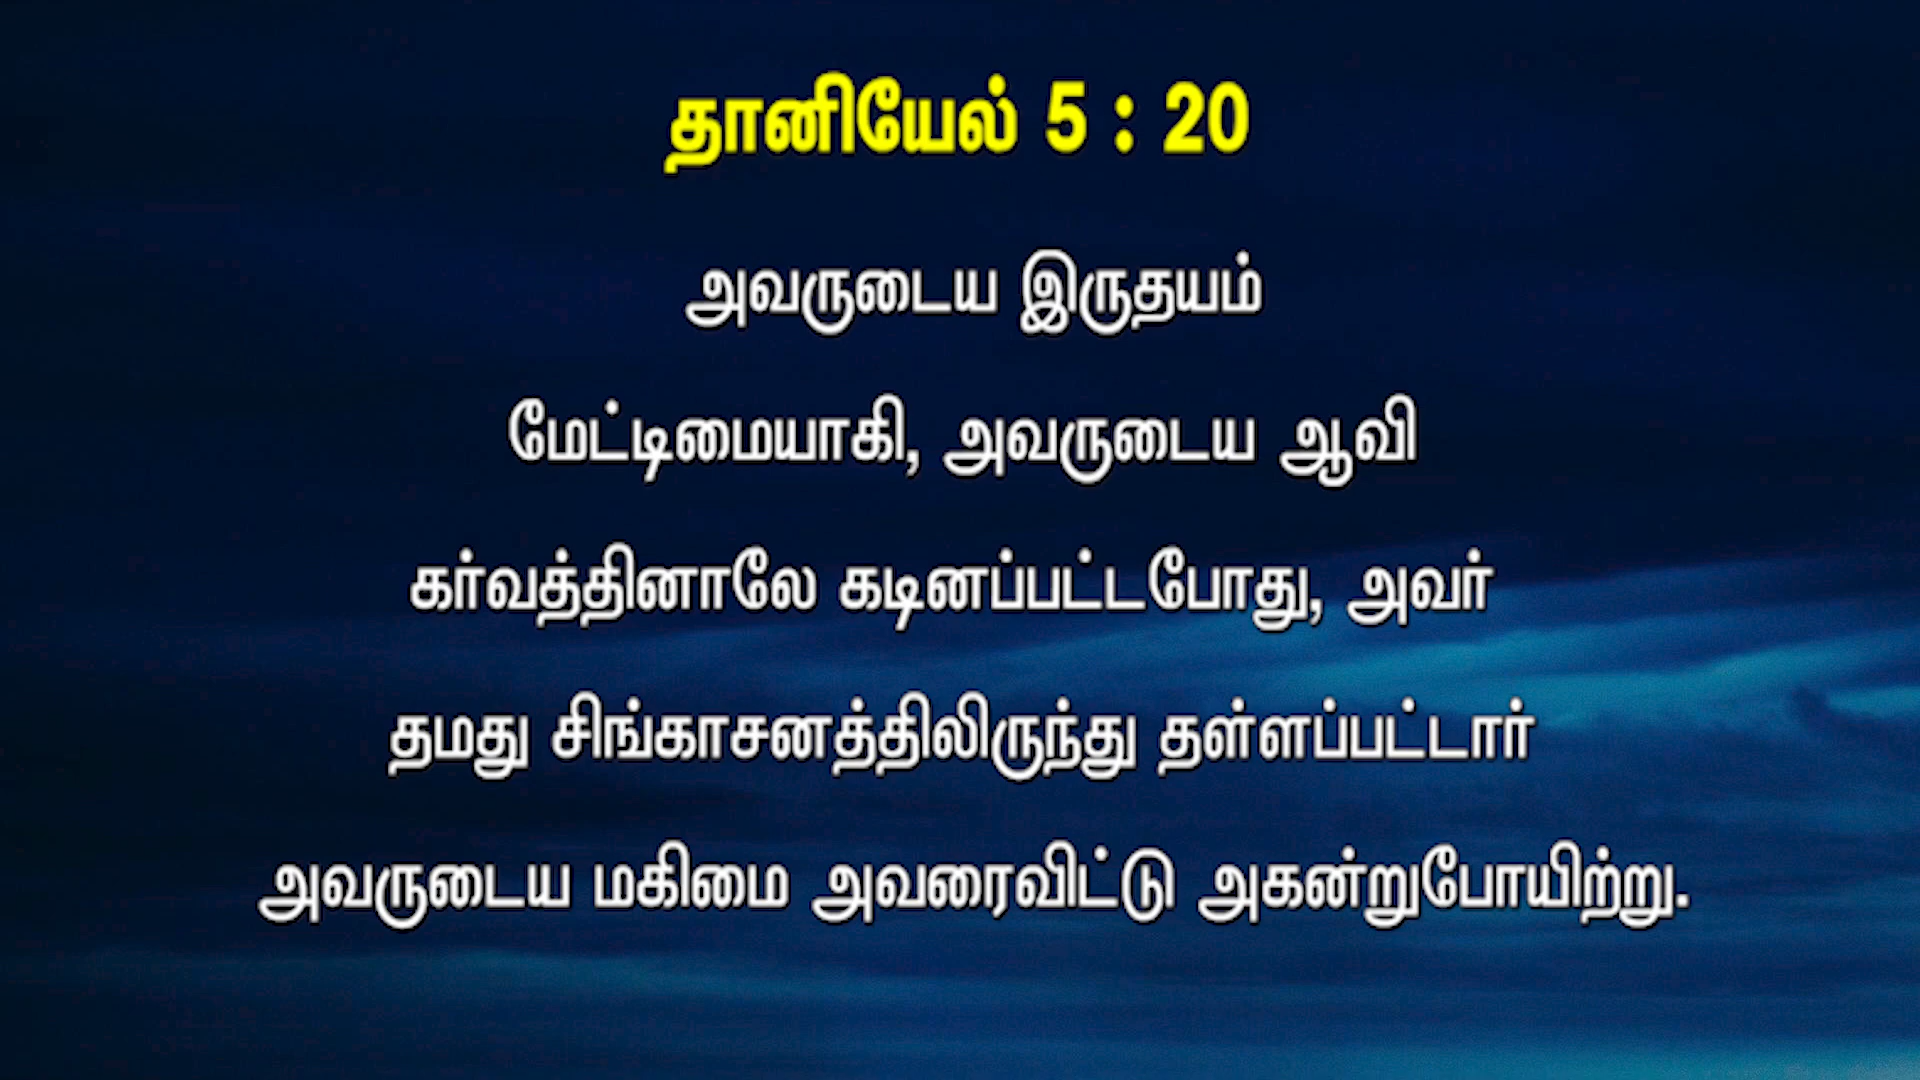 தானியேல் 5 : 20
அவருடைய இருதயம்
மேட்டிமையாகி, அவருடைய ஆவி
கர்வத்தினாலே கடினப்பட்டபோது, அவர்
தமது சிங்காசனத்திலிருந்து தள்ளப்பட்டார்
அவருடைய மகிமை அவரைவிட்டு அகன்றுபோயிற்று.